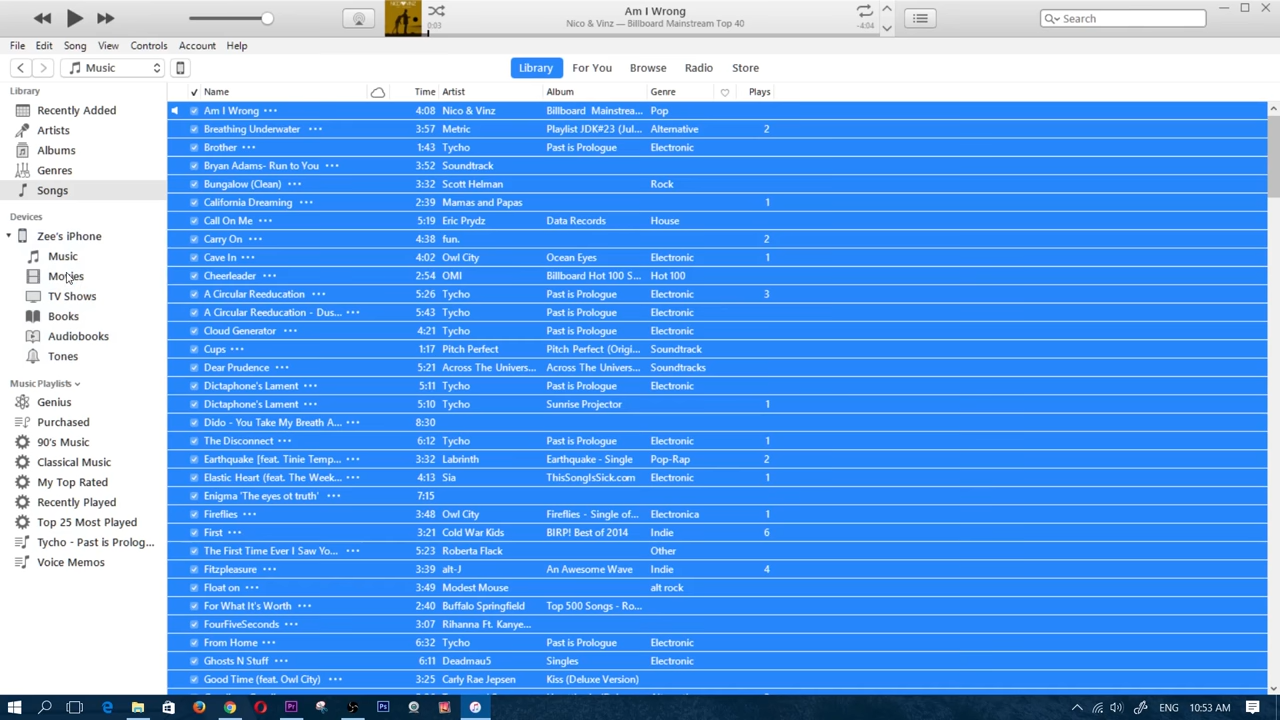 NICO & VINZ
0:03
Am I Wrong
Nico & Vinz — Billboard Mainstream Top 40
-4:04
Search
File Edit Song View Controls Account Help
Music
Library For You Browse Radio Store
Library
Recently Added
Artists
Albums
Genres
Songs
Devices
Zee's iPhone
Music
Movies
TV Shows
Books
Audiobooks
Tones
Music Playlists
Genius
Purchased
90's Music
Classical Music
My Top Rated
Recently Played
Top 25 Most Played
Tycho - Past is Prolog...
Voice Memos
Name Time Artist Album Genre Plays
Am I Wrong ••• 4:08 Nico & Vinz Billboard Mainstrea... Pop
Breathing Underwater ••• 3:57 Metric Playlist JDK#23 (Jul... Alternative 2
Brother ••• 1:43 Tycho Past is Prologue Electronic
Bryan Adams- Run to You ••• 3:52 Soundtrack
Bungalow (Clean) ••• 3:32 Scott Helman Rock
California Dreaming ••• 2:39 Mamas and Papas 1
Call On Me ••• 5:19 Eric Prydz Data Records House
Carry On ••• 4:38 fun. 2
Cave In ••• 4:02 Owl City Ocean Eyes Electronic 1
Cheerleader ••• 2:54 OMI Billboard Hot 100 S... Hot 100
A Circular Reeducation ••• 5:26 Tycho Past is Prologue Electronic 3
A Circular Reeducation - Dus... ••• 5:43 Tycho Past is Prologue Electronic
Cloud Generator ••• 4:21 Tycho Past is Prologue Electronic
Cups ••• 1:17 Pitch Perfect Pitch Perfect (Origi... Soundtrack
Dear Prudence ••• 5:21 Across The Univers... Across The Univers... Soundtracks
Dictaphone's Lament ••• 5:11 Tycho Past is Prologue Electronic
Dictaphone's Lament ••• 5:10 Tycho Sunrise Projector 1
Dido - You Take My Breath A... ••• 8:30
The Disconnect ••• 6:12 Tycho Past is Prologue Electronic 1
Earthquake [feat. Tinie Temp... ••• 3:32 Labrinth Earthquake - Single Pop-Rap 2
Elastic Heart (feat. The Week... ••• 4:13 Sia ThisSongIsSick.com Electronic 1
Enigma 'The eyes ot truth' ••• 7:15
Fireflies ••• 3:48 Owl City Fireflies - Single of... Electronica 1
First ••• 3:21 Cold War Kids BIRP! Best of 2014 Indie 6
The First Time Ever I Saw Yo... ••• 5:23 Roberta Flack Other
Fitzpleasure ••• 3:39 alt-J An Awesome Wave Indie 4
Float on ••• 3:49 Modest Mouse alt rock
For What It's Worth ••• 2:40 Buffalo Springfield Top 500 Songs - Ro...
FourFiveSeconds ••• 3:07 Rihanna Ft. Kanye...
From Home ••• 6:32 Tycho Past is Prologue Electronic
Ghosts N Stuff ••• 6:11 Deadmau5 Singles Electronic
Good Time (feat. Owl City) ••• 3:25 Carly Rae Jepsen Kiss (Deluxe Version)
10:53 AM